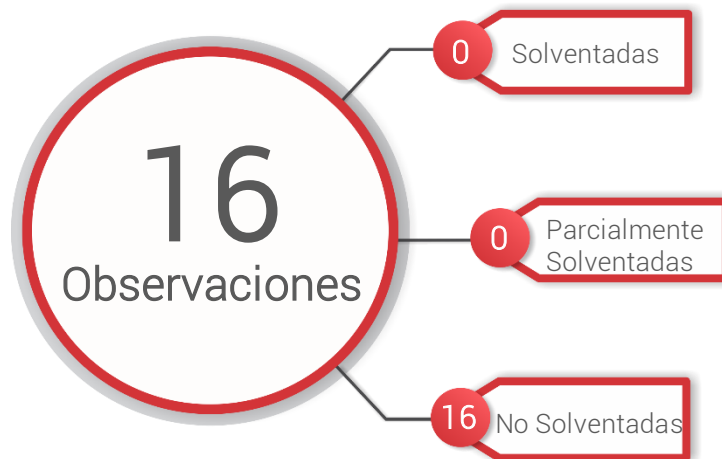 16
Observaciones
0
Solventadas
0
Parcialmente
Solventadas
16
No Solventadas